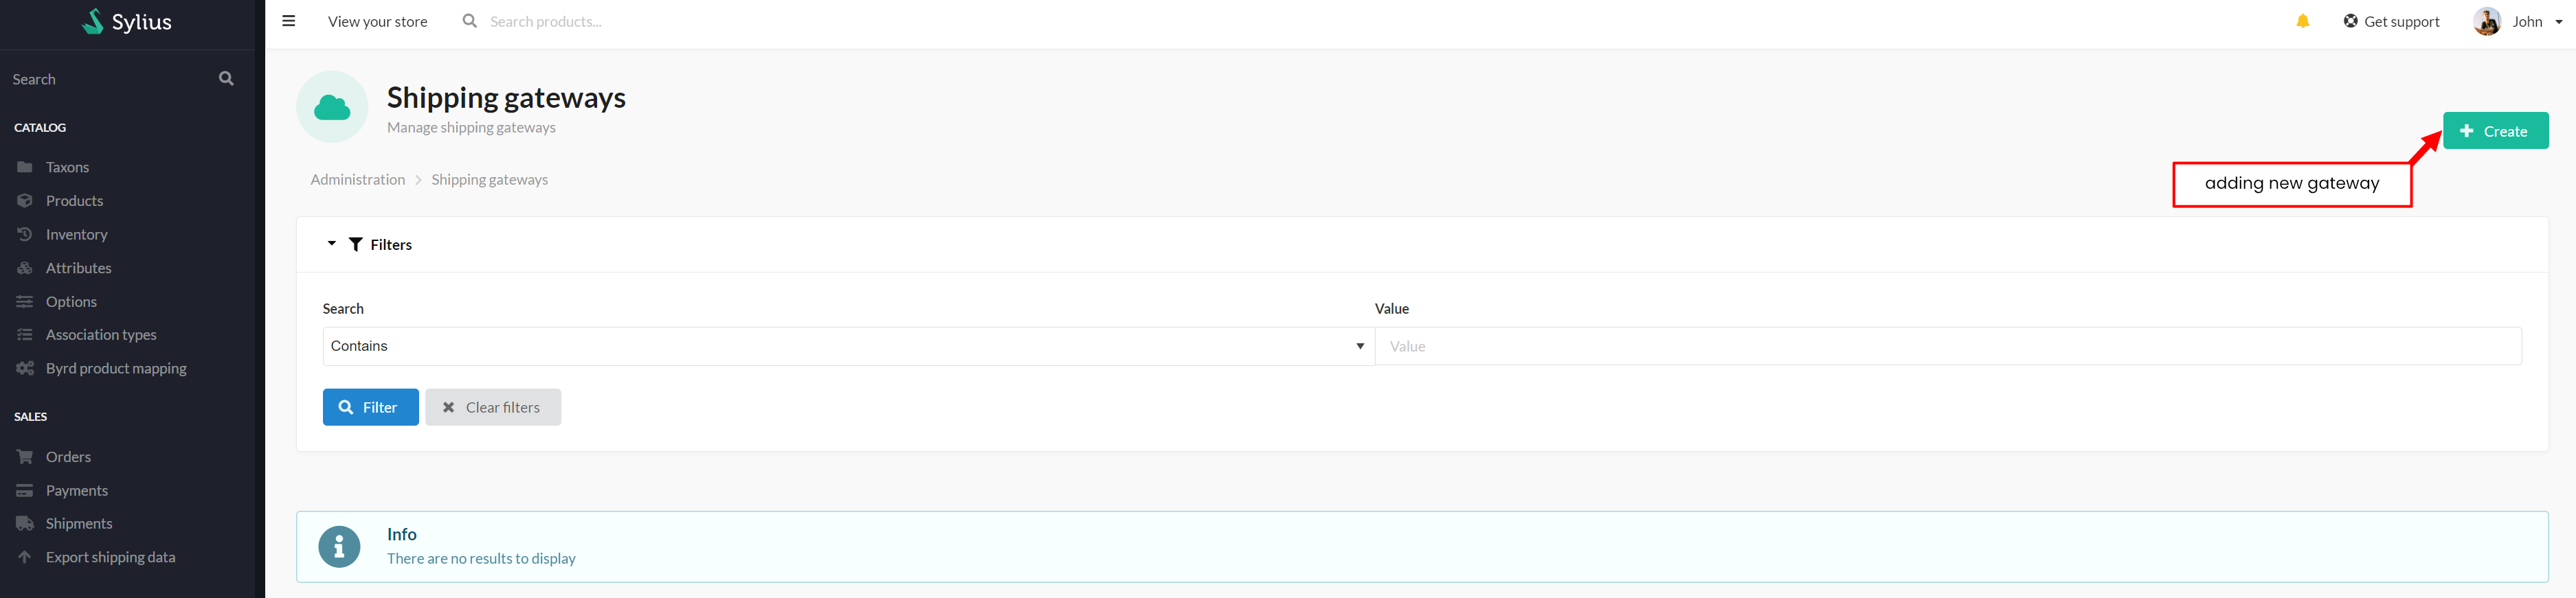 Sylius
View your store
Search products...
Get support
John
Search
CATALOG
Taxons
Products
Inventory
Attributes
Options
Association types
Byrd product mapping
SALES
Orders
Payments
Shipments
Export shipping data
Shipping gateways
Manage shipping gateways
Create
adding new gateway
Administration
Shipping gateways
Filters
Search
Value
Contains
Value
Filter
Clear filters
Info
There are no results to display